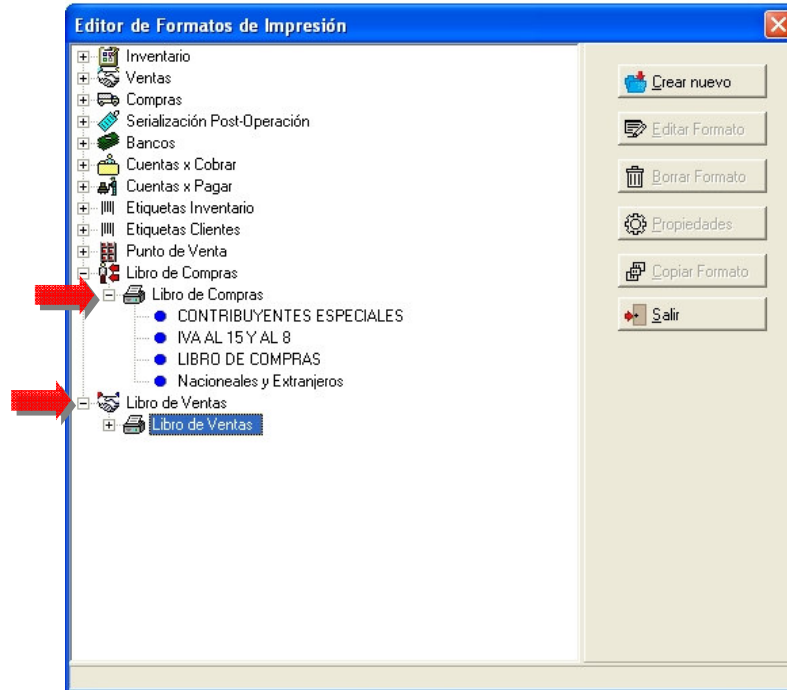 Editor de Formatos de Impresión
Inventario
Ventas
Compras
Serialización Post-Operación
Bancos
Cuentas x Cobrar
Cuentas x Pagar
Etiquetas Inventario
Etiquetas Clientes
Punto de Venta
Libro de Compras
Libro de Compras
CONTRIBUYENTES ESPECIALES
IVA AL 15 Y AL 8
LIBRO DE COMPRAS
Nacioneales y Extranjeros
Libro de Ventas
Libro de Ventas
Crear nuevo
Editar Formato
Borrar Formato
Propiedades
Copiar Formato
Salir